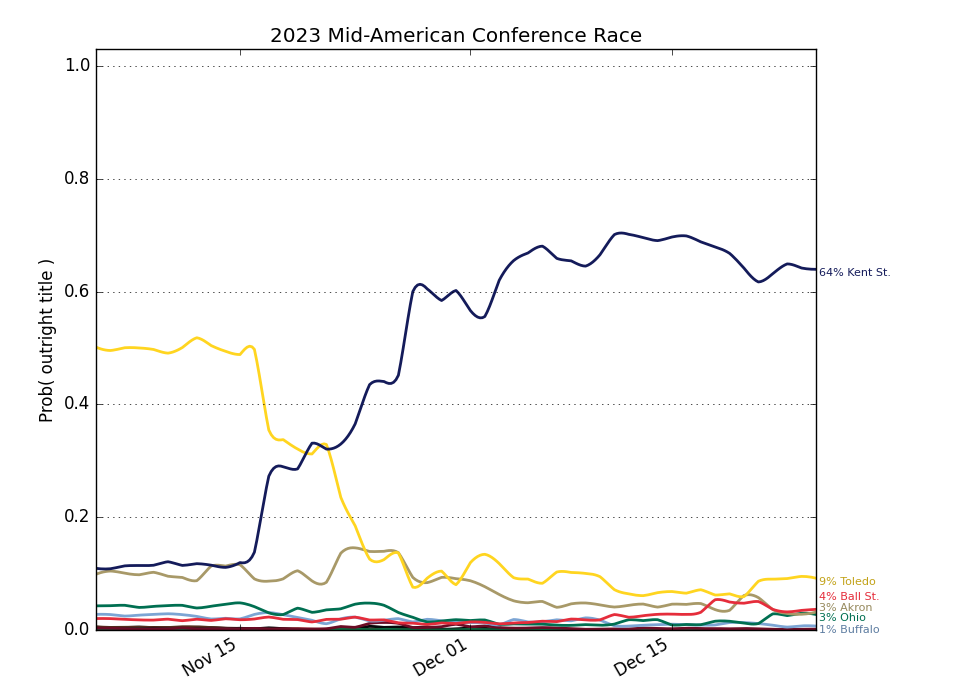 2023 Mid-American Conference Race
1.0
0.8
0.6
0.4
0.2
0.0
Prob( outright title )
64% Kent St.
9% Toledo
4% Ball St.
3% Akron
3% Ohio
1% Buffalo
Nov 15
Dec 01
Dec 15